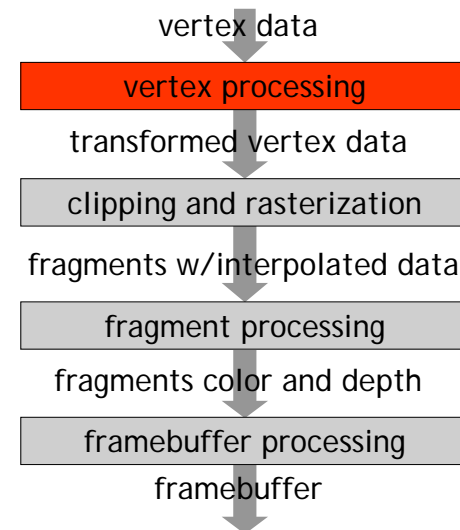 vertex data
vertex processing
transformed vertex data
clipping and rasterization
fragments w/interpolated data
fragment processing
fragments color and depth
framebuffer processing
framebuffer